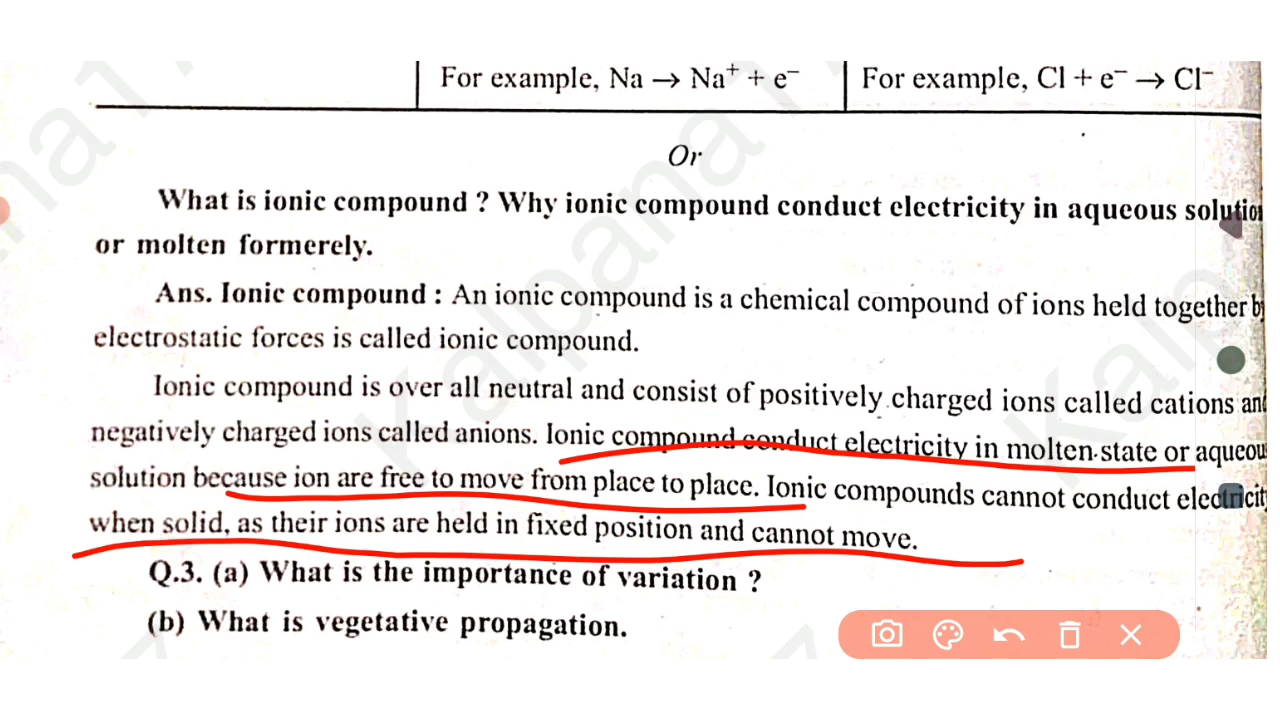 For example, Na → Na⁺ + e⁻ For example, Cl + e⁻ → Cl⁻
Or
What is ionic compound ? Why ionic compound conduct electricity in aqueous solution
or molten formerely.
Ans. Ionic compound : An ionic compound is a chemical compound of ions held together by
electrostatic forces is called ionic compound.
Ionic compound is over all neutral and consist of positively charged ions called cations and
negatively charged ions called anions. Ionic compound conduct electricity in molten state or aqueous
solution because ion are free to move from place to place. Ionic compounds cannot conduct electricity
when solid, as their ions are held in fixed position and cannot move.
Q.3. (a) What is the importance of variation ?
(b) What is vegetative propagation.